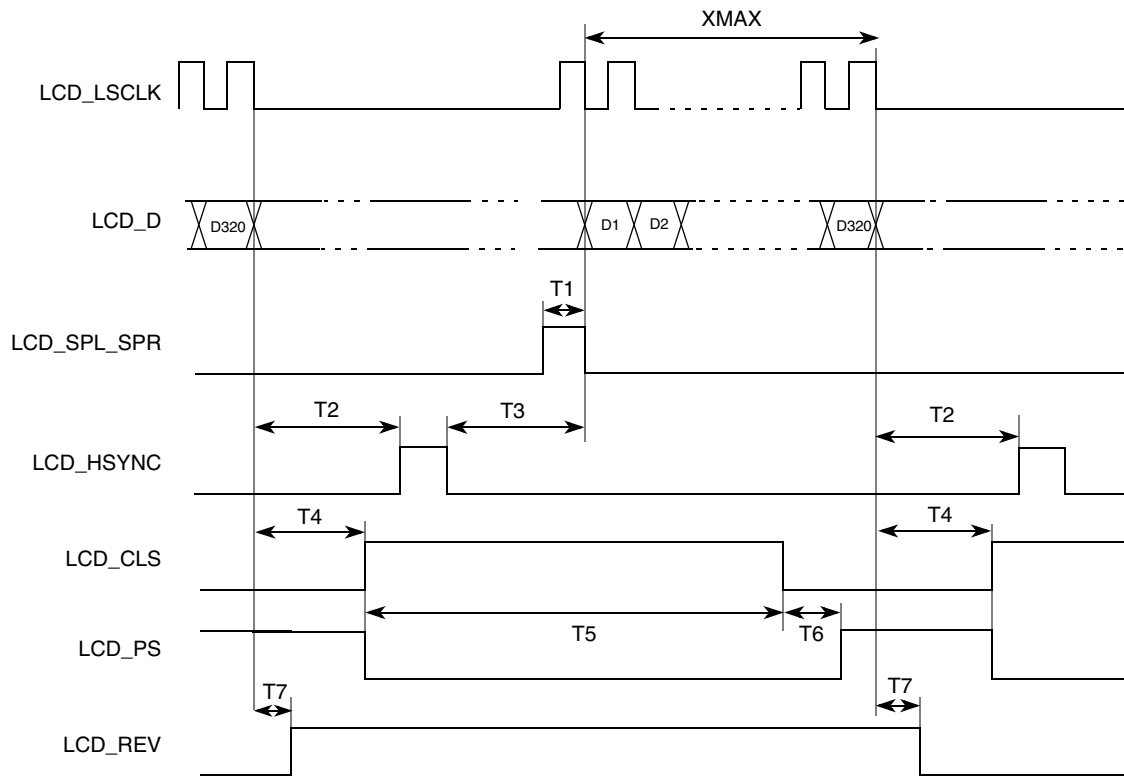 XMAX
LCD_LSCLK
LCD_D
D320
D1
D2
D320
T1
LCD_SPL_SPR
T2
T3
T2
LCD_HSYNC
T4
T4
LCD_CLS
T5
T6
LCD_PS
T7
T7
LCD_REV